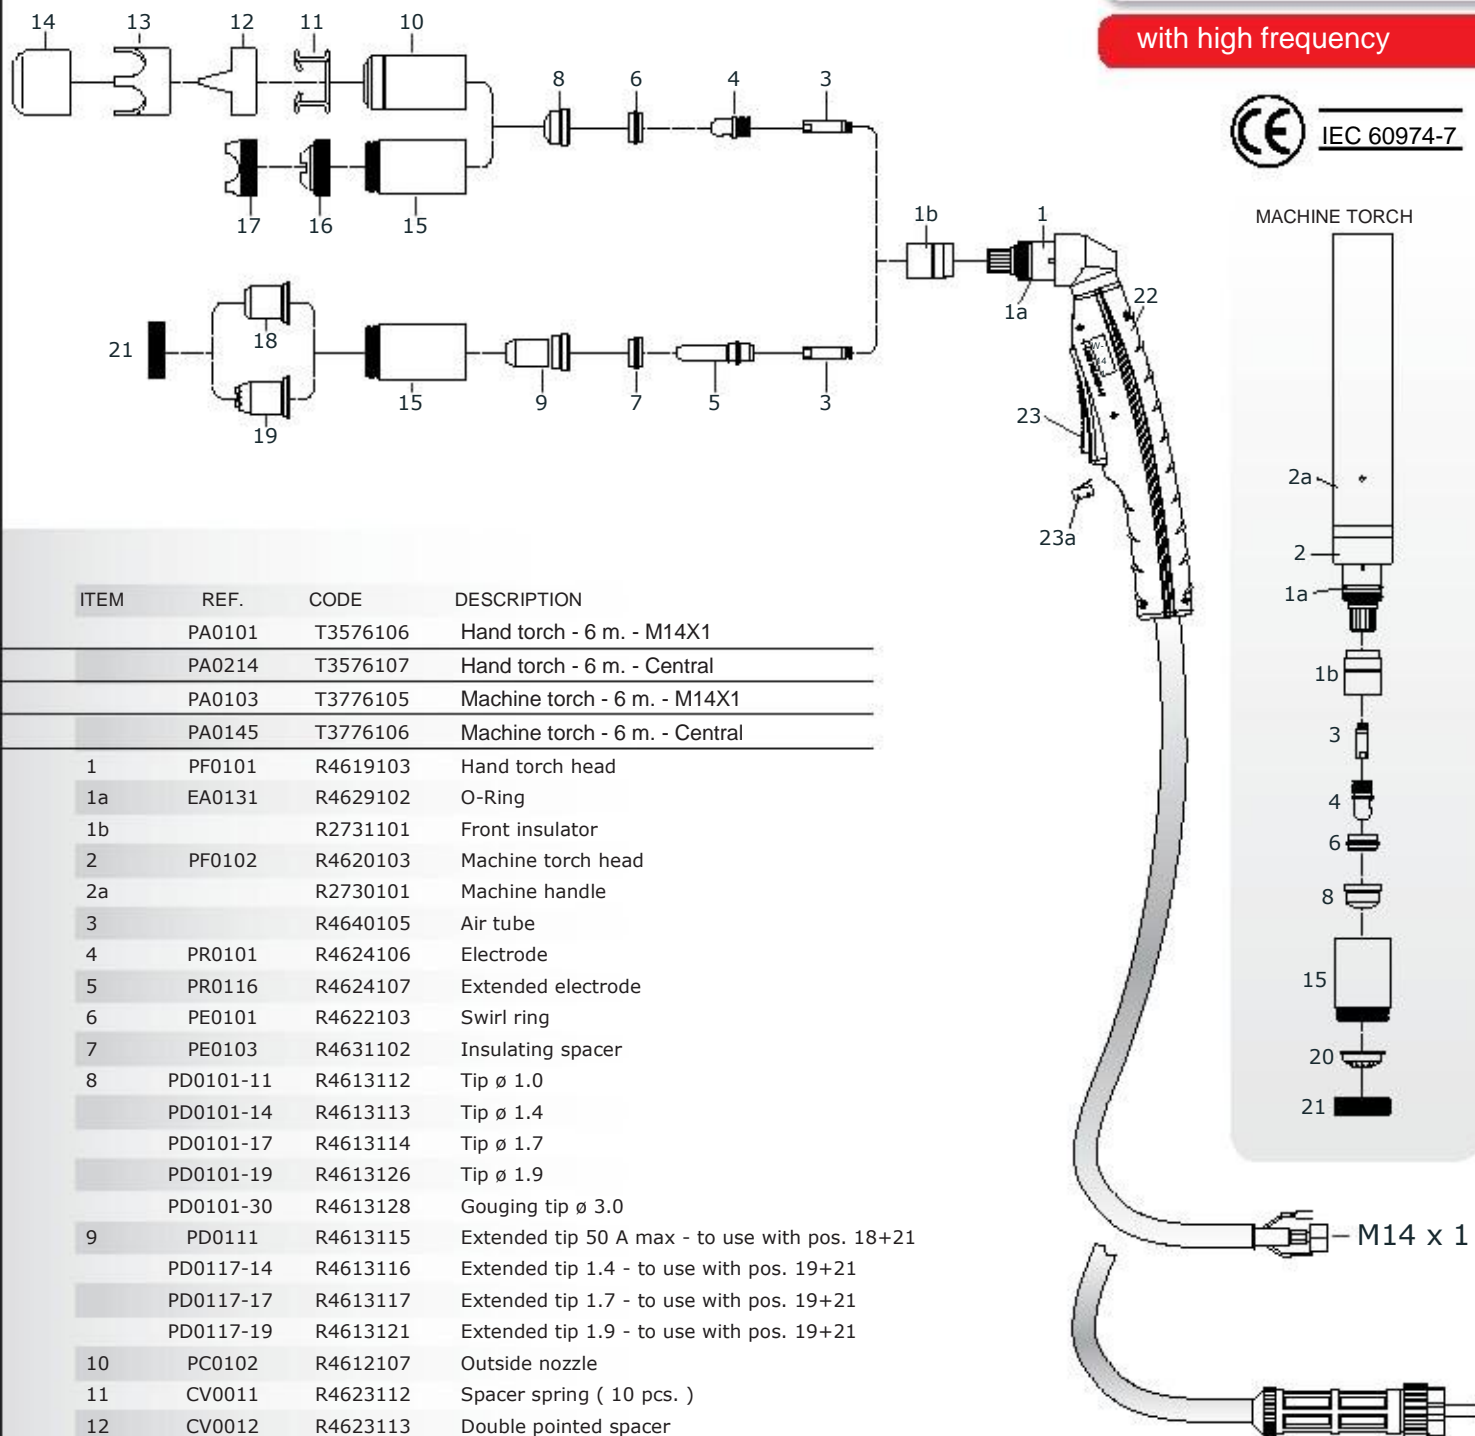 with high frequency
CE
IEC 60974-7
14 13 12 11 10
8 6 4 3
17 16 15
1b 1
1a
22
18
21
19
15 9 7 5 3
23
23a
MACHINE TORCH
2a
2
1a
1b
3
4
6
8
15
20
21
ITEM REF. CODE DESCRIPTION
PA0101 T3576106 Hand torch - 6 m. - M14X1
PA0214 T3576107 Hand torch - 6 m. - Central
PA0103 T3776105 Machine torch - 6 m. - M14X1
PA0145 T3776106 Machine torch - 6 m. - Central
1 PF0101 R4619103 Hand torch head
1a EA0131 R4629102 O-Ring
1b R2731101 Front insulator
2 PF0102 R4620103 Machine torch head
2a R2730101 Machine handle
3 R4640105 Air tube
4 PR0101 R4624106 Electrode
5 PR0116 R4624107 Extended electrode
6 PE0101 R4622103 Swirl ring
7 PE0103 R4631102 Insulating spacer
8 PD0101-11 R4613112 Tip ø 1.0
PD0101-14 R4613113 Tip ø 1.4
PD0101-17 R4613114 Tip ø 1.7
PD0101-19 R4613126 Tip ø 1.9
PD0101-30 R4613128 Gouging tip ø 3.0
9 PD0111 R4613115 Extended tip 50 A max - to use with pos. 18+21
PD0117-14 R4613116 Extended tip 1.4 - to use with pos. 19+21
PD0117-17 R4613117 Extended tip 1.7 - to use with pos. 19+21
PD0117-19 R4613121 Extended tip 1.9 - to use with pos. 19+21
10 PC0102 R4612107 Outside nozzle
11 CV0011 R4623112 Spacer spring ( 10 pcs. )
12 CV0012 R4623113 Double pointed spacer
M14 x 1